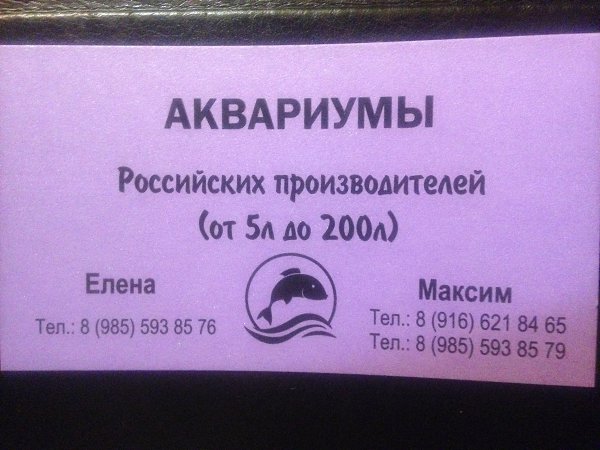 АКВАРИУМЫ
Российских производителей
(от 5л до 200л)
Елена
Тел.: 8 (985) 593 85 76
Максим
Тел.: 8 (916) 621 84 65
Тел.: 8 (985) 593 85 79